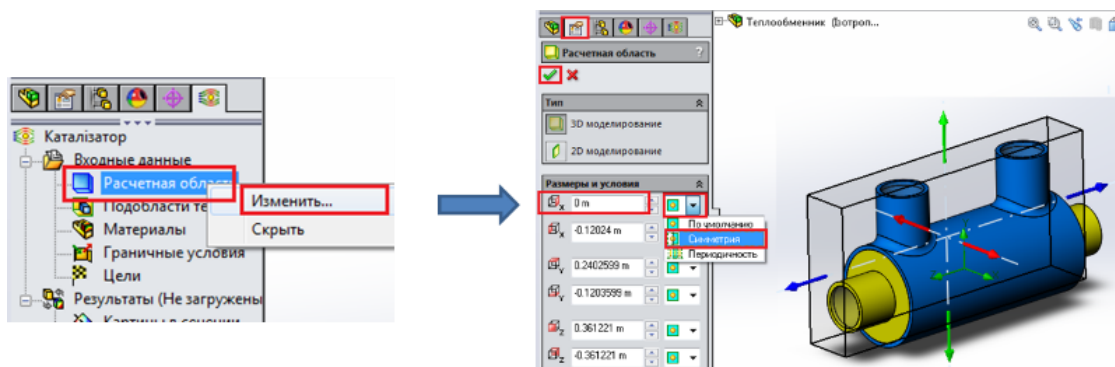 Каталізатор
Входные данные
Расчетная област
Подобласти те
Материалы
Граничные условия
Цели
Результаты (Не загружены
Картины в сечении
Изменить...
Скрыть
Расчетная область ?
Тип
3D моделирование
2D моделирование
Размеры и условия
x 0 m
x -0.12024 m
Y 0.2402599 m
Y -0.1203599 m
Z 0.361221 m
Z -0.361221 m
По умолчанию
Симметрия
Периодичность
Теплообменник